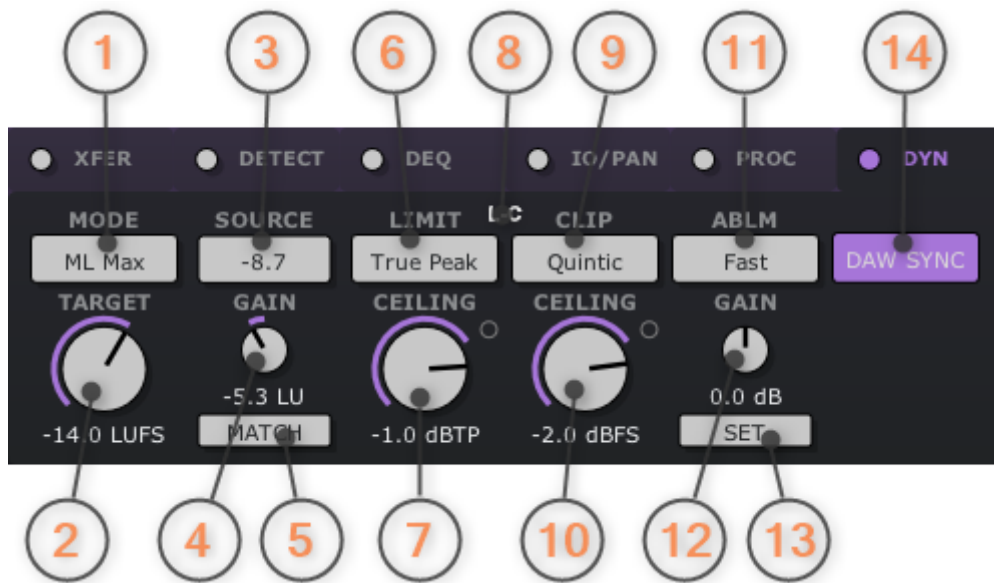 1 3 6 8 9 11 14
XFER DETECT DEQ IO/PAN PROC DYN
MODE SOURCE LIMIT L-C CLIP ABLM
ML Max -8.7 True Peak Quintic Fast DAW SYNC
TARGET GAIN CEILING CEILING GAIN
-5.3 LU 0.0 dB
-14.0 LUFS MATCH -1.0 dBTP -2.0 dBFS SET
2 4 5 7 10 12 13